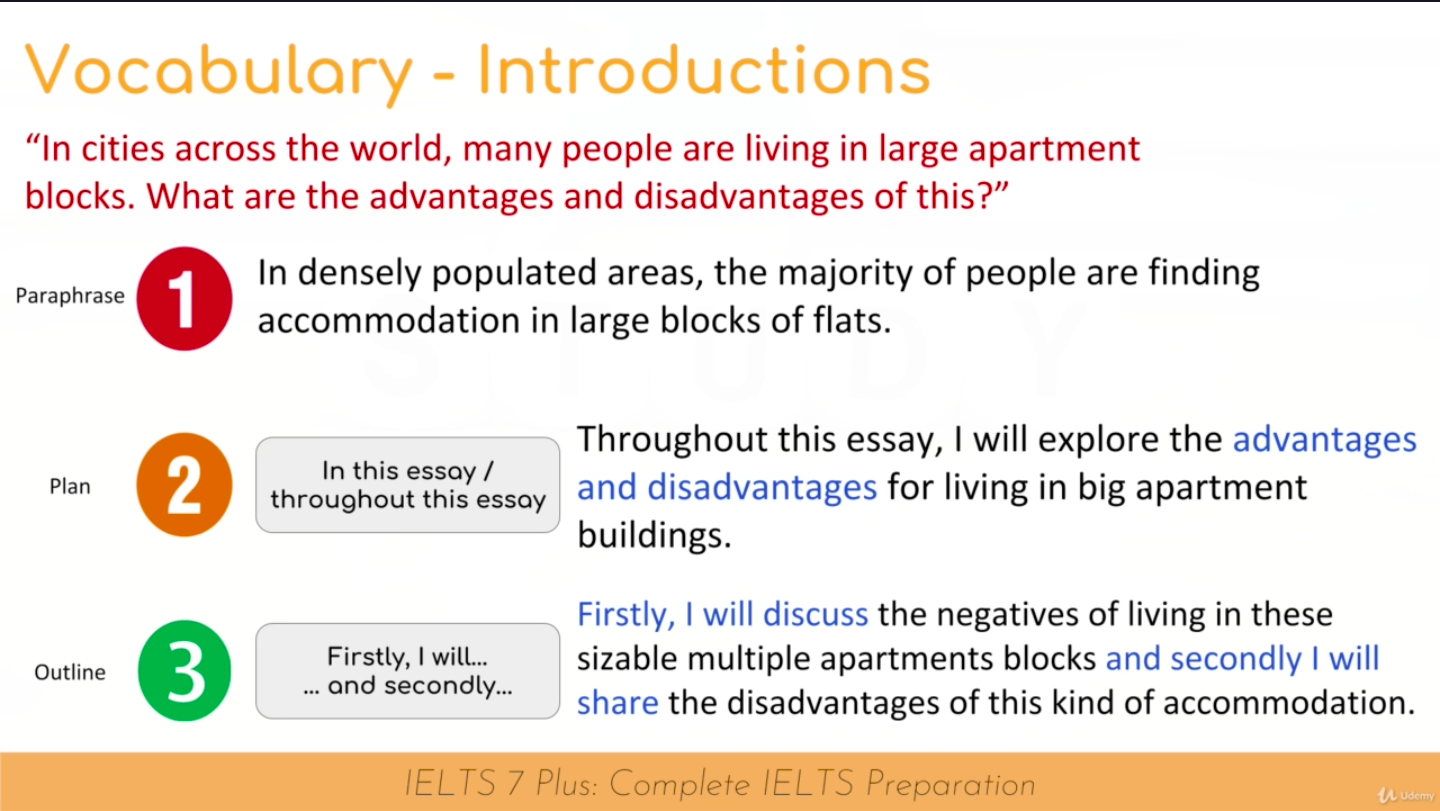 Vocabulary - Introductions
“In cities across the world, many people are living in large apartment
blocks. What are the advantages and disadvantages of this?”
Paraphrase
1
In densely populated areas, the majority of people are finding
accommodation in large blocks of flats.
STUDY
Plan
2
In this essay /
throughout this essay
Throughout this essay, I will explore the advantages
and disadvantages for living in big apartment
buildings.
Outline
3
Firstly, I will...
... and secondly...
Firstly, I will discuss the negatives of living in these
sizable multiple apartments blocks and secondly I will
share the disadvantages of this kind of accommodation.
IELTS 7 Plus: Complete IELTS Preparation
Udemy